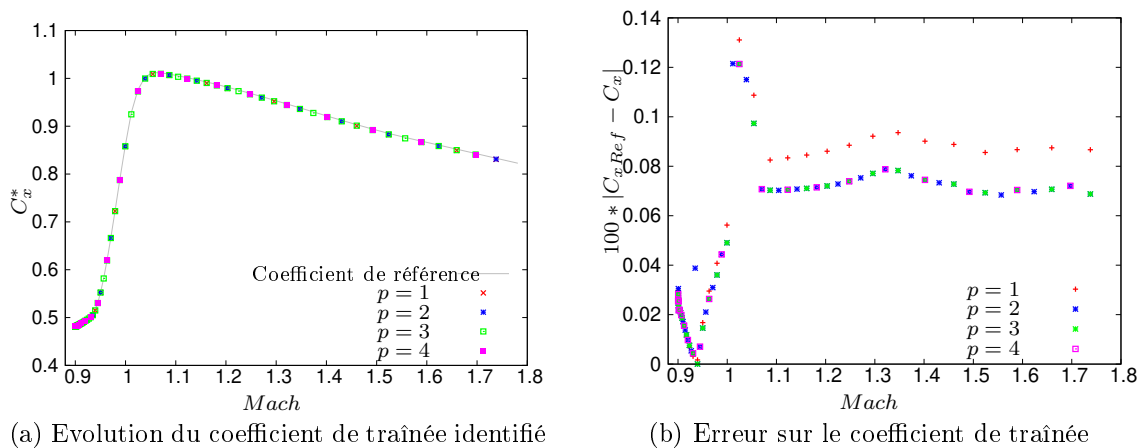 1.1
1
0.9
0.8
0.7
0.6
0.5
0.4
C_x^*
0.9 1 1.1 1.2 1.3 1.4 1.5 1.6 1.7 1.8
Mach
Coefficient de référence
p = 1
p = 2
p = 3
p = 4
(a) Evolution du coefficient de traînée identifié
0.14
0.12
0.1
0.08
0.06
0.04
0.02
0
100 * |C_{xRef} − C_x|
0.9 1 1.1 1.2 1.3 1.4 1.5 1.6 1.7 1.8
Mach
p = 1
p = 2
p = 3
p = 4
(b) Erreur sur le coefficient de traînée